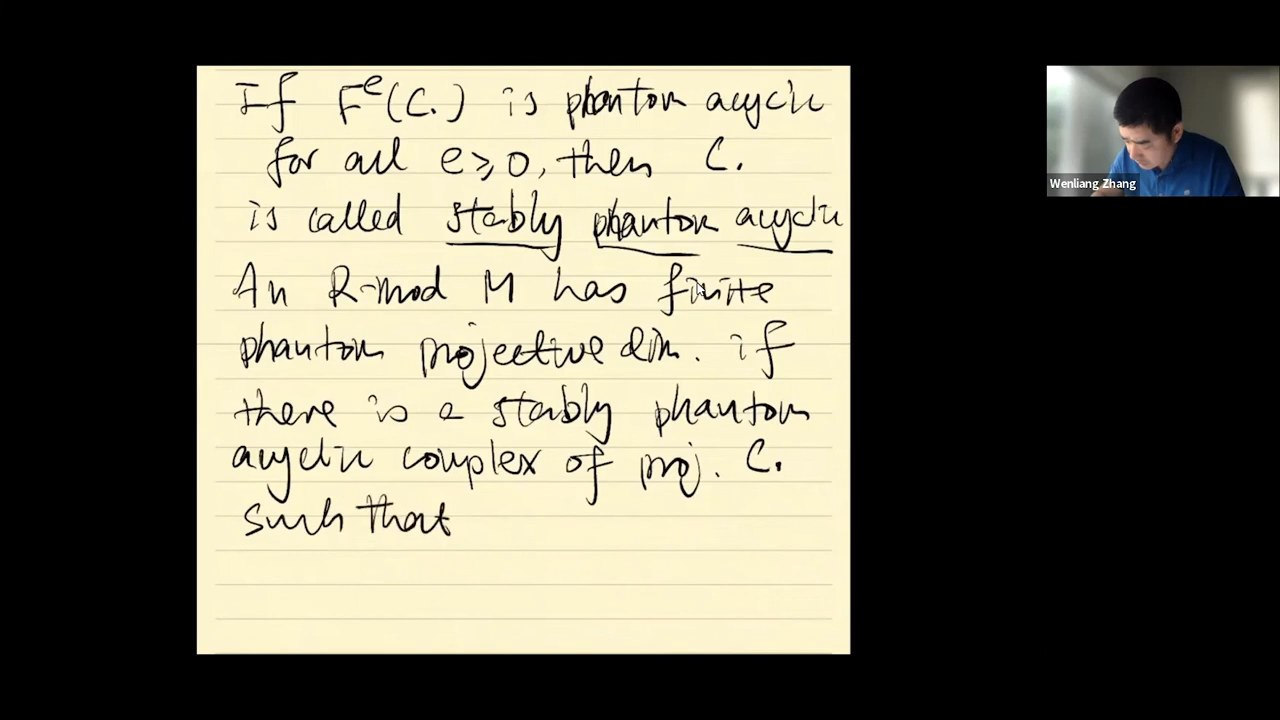 If Fᵉ(C.) is phantom acyclic
for all e ≥ 0, then C.
is called stably phantom acyclic
An R-mod M has finite
phantom projective dim. if
there is a stably phantom
acyclic complex of proj. C.
such that
Wenliang Zhang